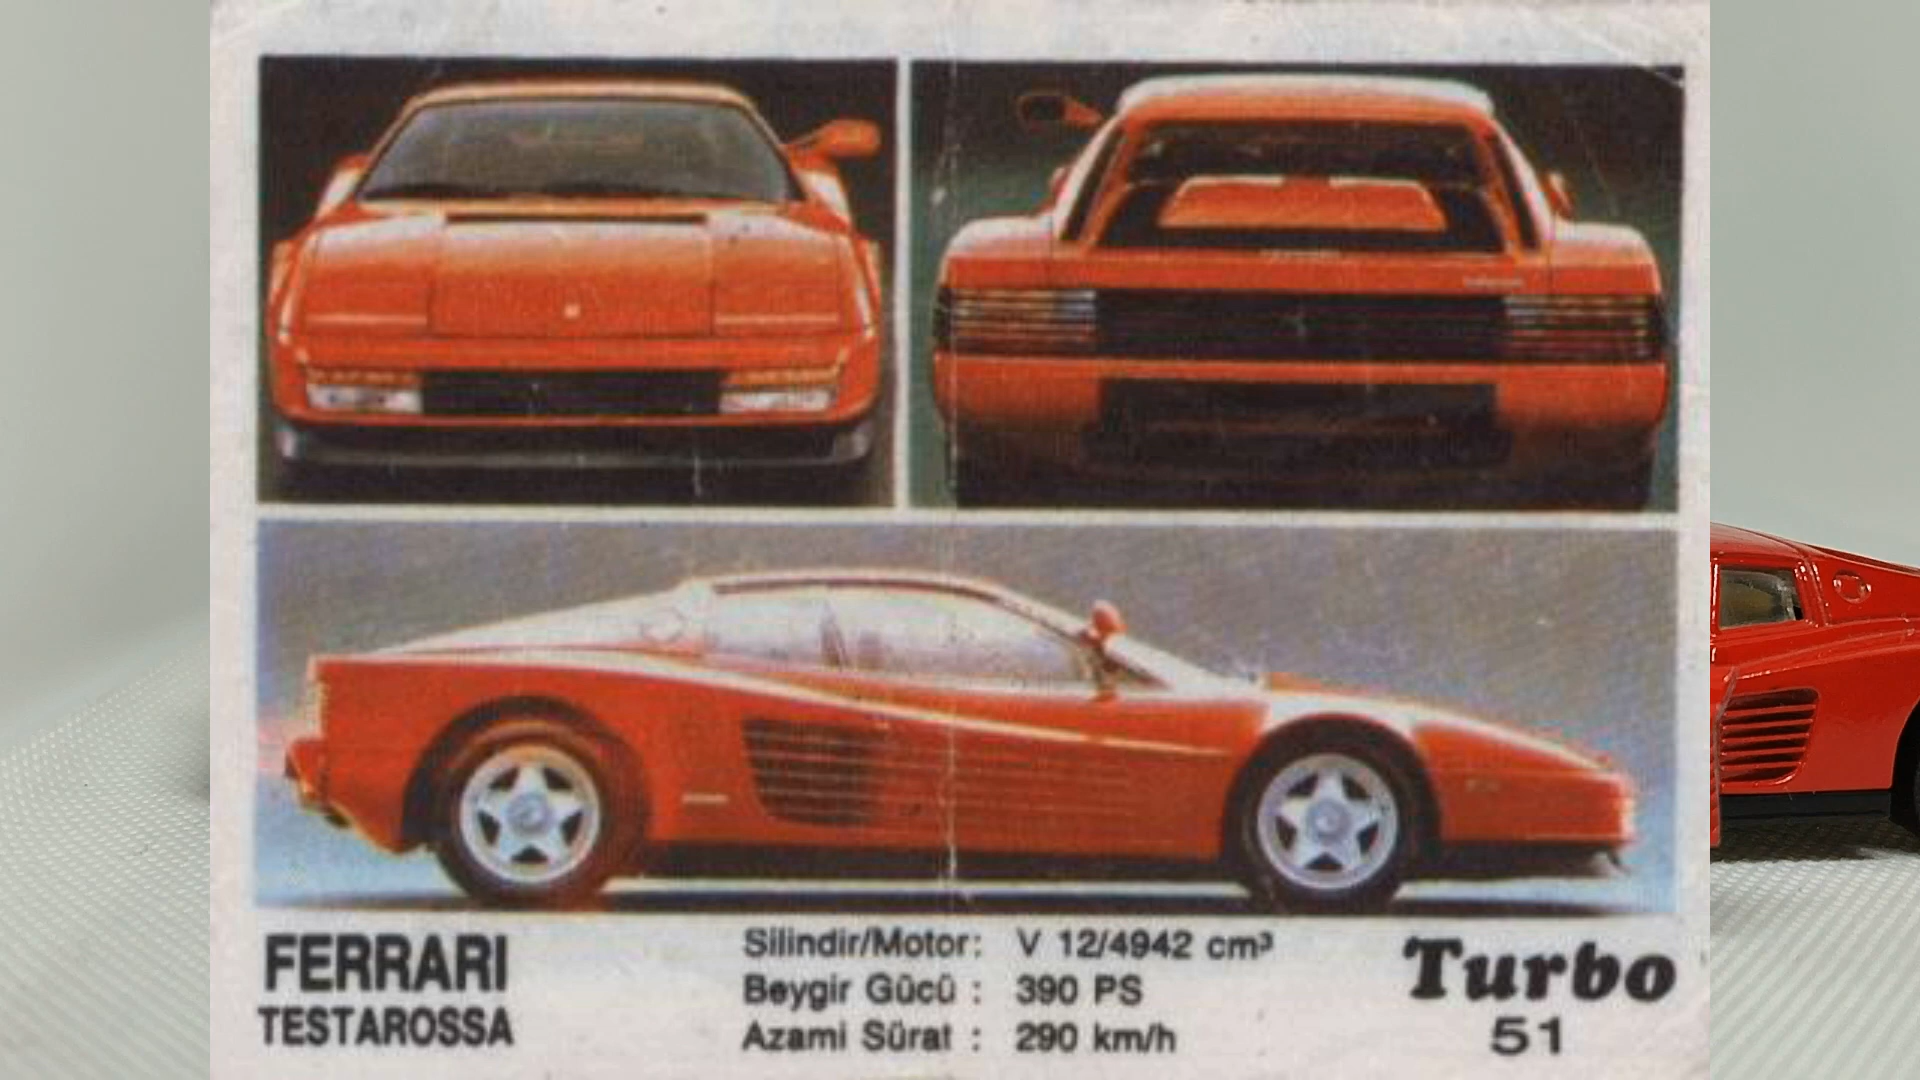 FERRARI
TESTAROSSA
Silindir/Motor: V 12/4942 cm³
Beygir Gücü : 390 PS
Azami Sürat : 290 km/h
Turbo
51